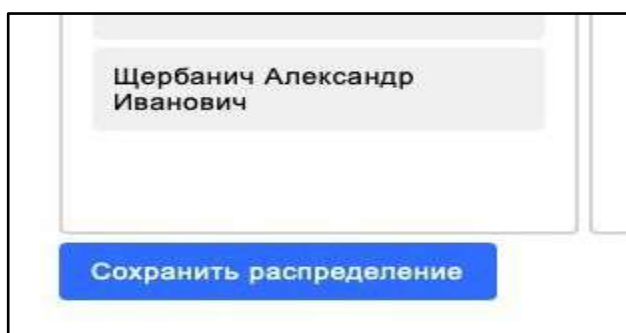 Щербанич Александр
Иванович
Сохранить распределение